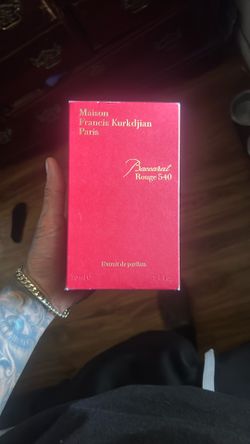 Maison
Francis Kurkdjian
Paris
Baccarat
Rouge 540
Extrait de parfum